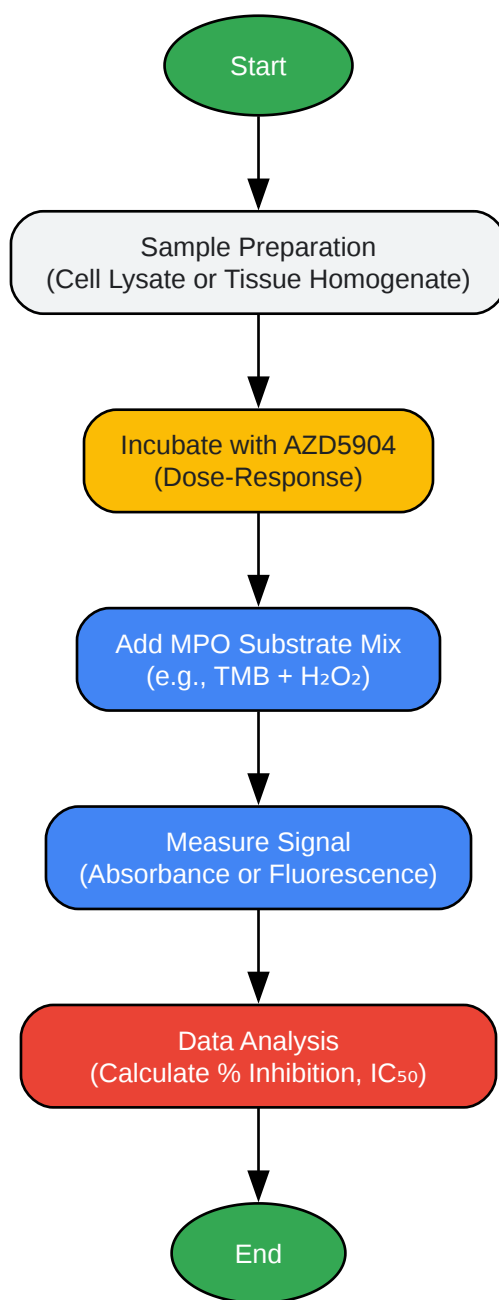 Start
Sample Preparation
(Cell Lysate or Tissue Homogenate)
Incubate with AZD5904
(Dose-Response)
Add MPO Substrate Mix
(e.g., TMB + H₂O₂)
Measure Signal
(Absorbance or Fluorescence)
Data Analysis
(Calculate % Inhibition, IC₅₀)
End